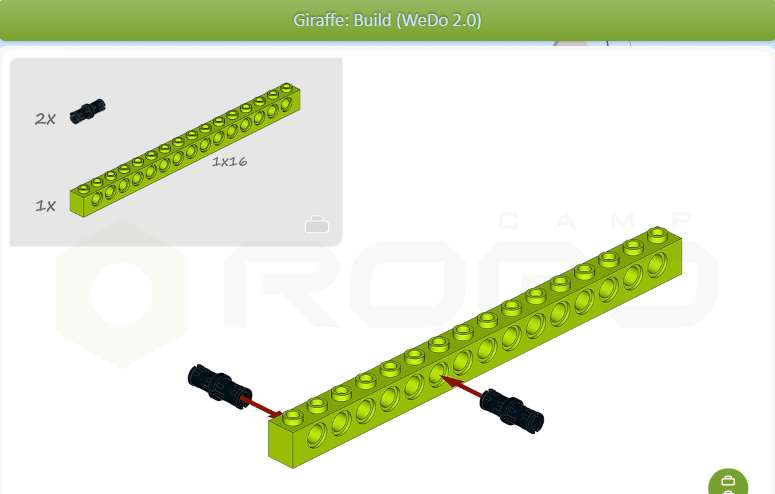 Giraffe: Build (WeDo 2.0)
2x
1x16
1x
CAMP
ROBO